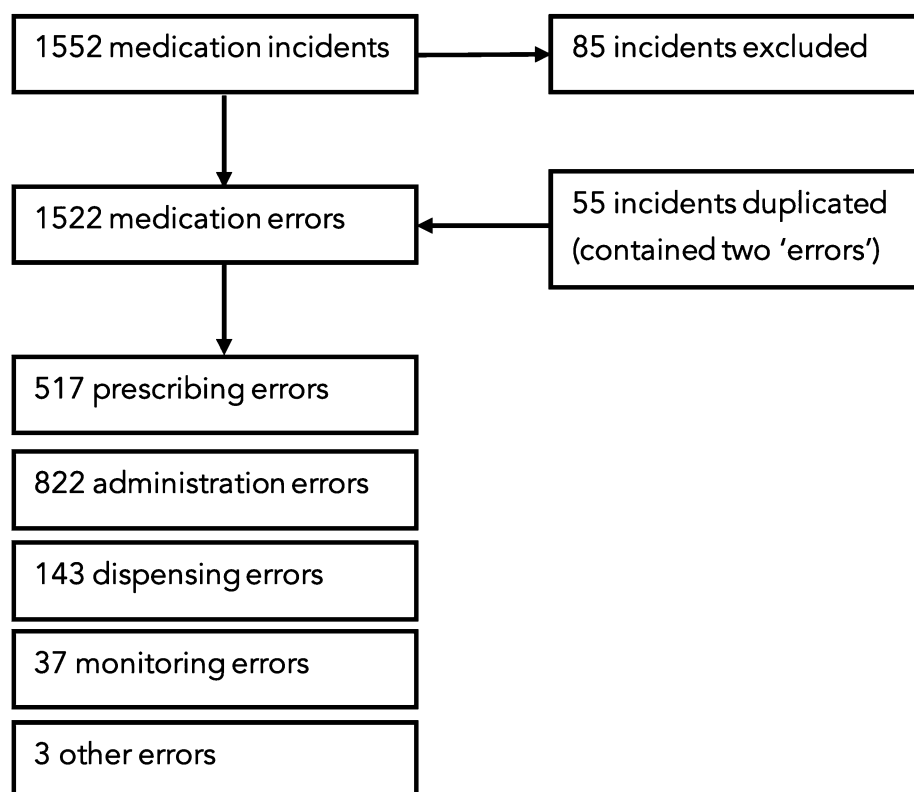 1552 medication incidents
85 incidents excluded
1522 medication errors
55 incidents duplicated
(contained two ‘errors’)
517 prescribing errors
822 administration errors
143 dispensing errors
37 monitoring errors
3 other errors